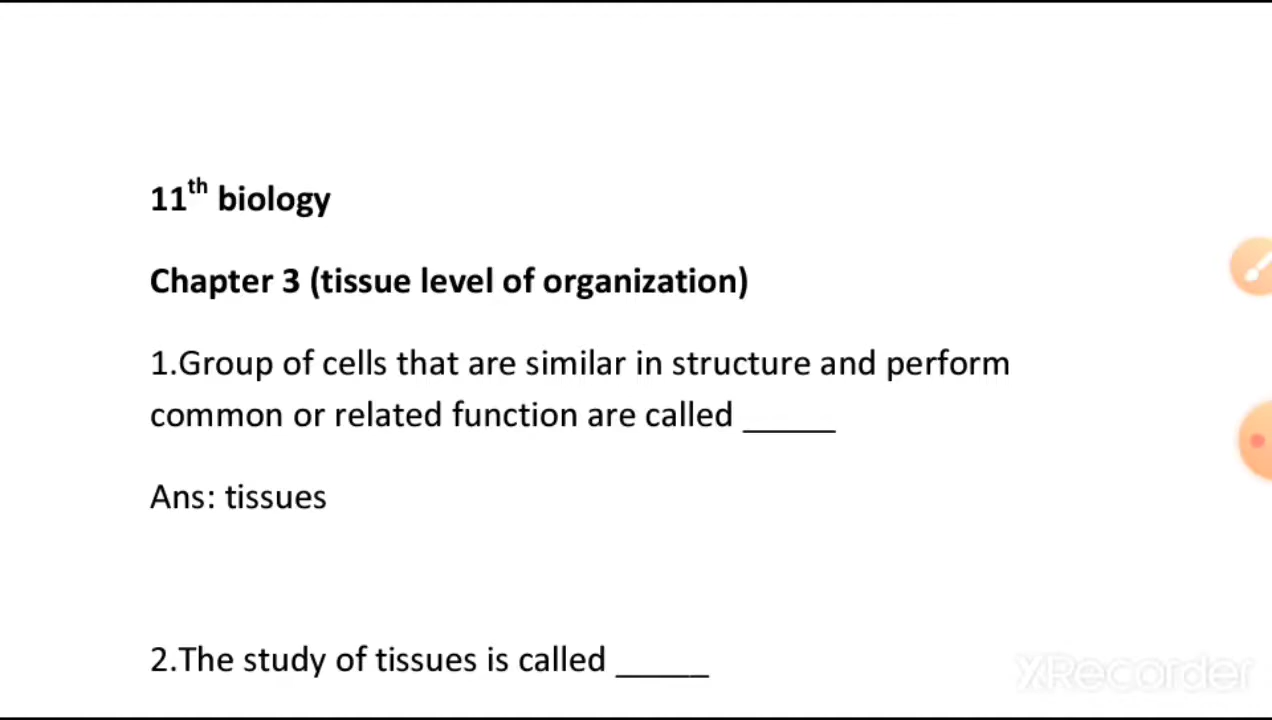 11th biology
Chapter 3 (tissue level of organization)
1.Group of cells that are similar in structure and perform
common or related function are called _____
Ans: tissues
2.The study of tissues is called _____
XRecorder